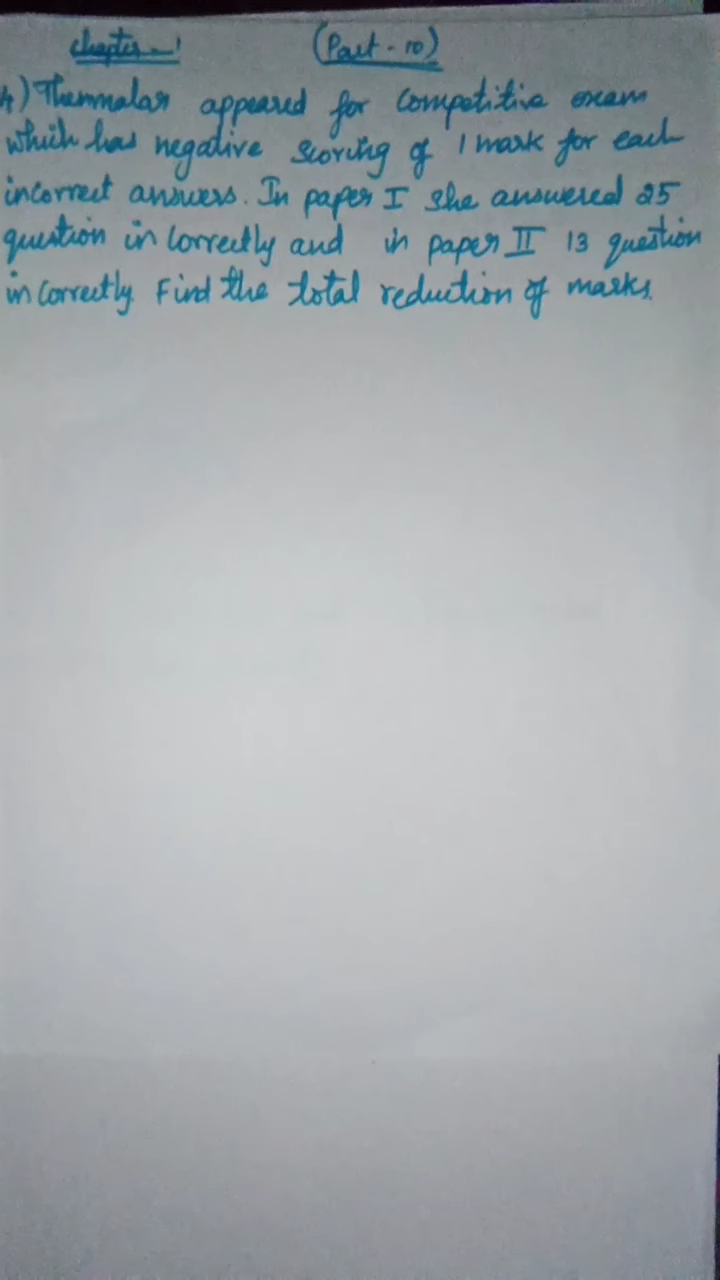 Chapter-1 (Part-10)
4) Thenmalar appeared for Competitive exam
which has negative Scoring of 1 mark for each
incorrect answers. In paper I she answered 25
question in correctly and in paper II 13 question
in correctly. Find the total reduction of marks.